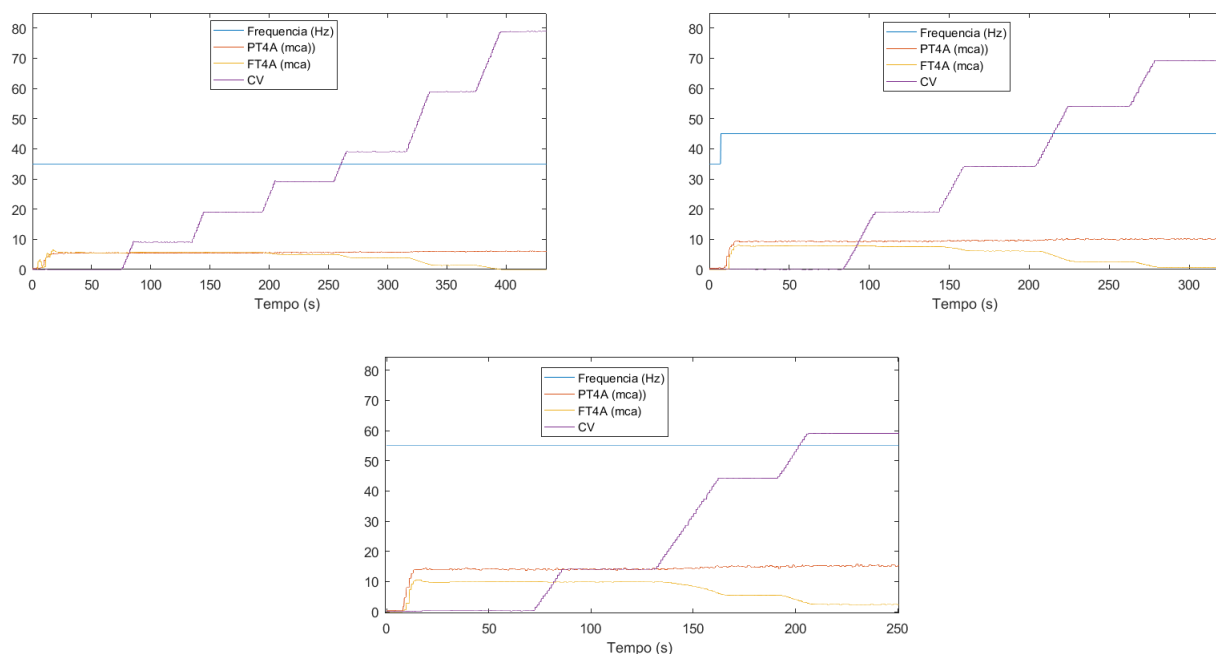 80
70
60
50
40
30
20
10
0
Frequencia (Hz)
PT4A (mca))
FT4A (mca)
CV
0 50 100 150 200 250 300 350 400
Tempo (s)
80
70
60
50
40
30
20
10
0
Frequencia (Hz)
PT4A (mca))
FT4A (mca)
CV
0 50 100 150 200 250 300
Tempo (s)
80
70
60
50
40
30
20
10
0
Frequencia (Hz)
PT4A (mca))
FT4A (mca)
CV
0 50 100 150 200 250
Tempo (s)